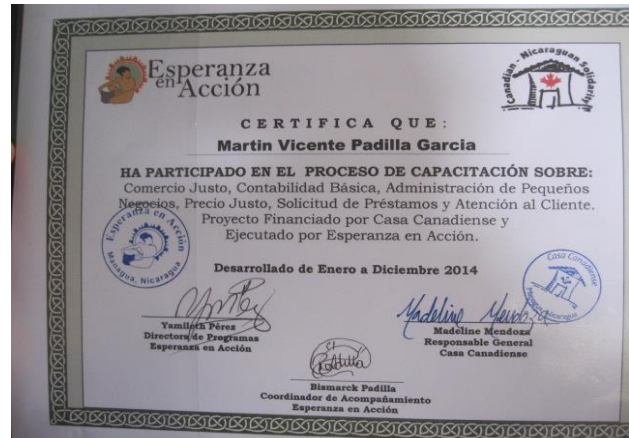 Esperanza
en Acción
Canadian - Nicaraguan Solidarity
CERTIFICA QUE:
Martin Vicente Padilla Garcia
HA PARTICIPADO EN EL PROCESO DE CAPACITACIÓN SOBRE:
Comercio Justo, Contabilidad Básica, Administración de Pequeños
Negocios, Precio Justo, Solicitud de Préstamos y Atención al Cliente.
Proyecto Financiado por Casa Canadiense y
Ejecutado por Esperanza en Acción.
Esperanza en Acción
Managua, Nicaragua
Casa Canadiense
Nicaragua
Desarrollado de Enero a Diciembre 2014
Yamileth Pérez
Directora de Programas
Esperanza en Acción
Madeline Mendoza
Madeline Mendoza
Responsable General
Casa Canadiense
Bismarck Padilla
Coordinador de Acompañamiento
Esperanza en Acción